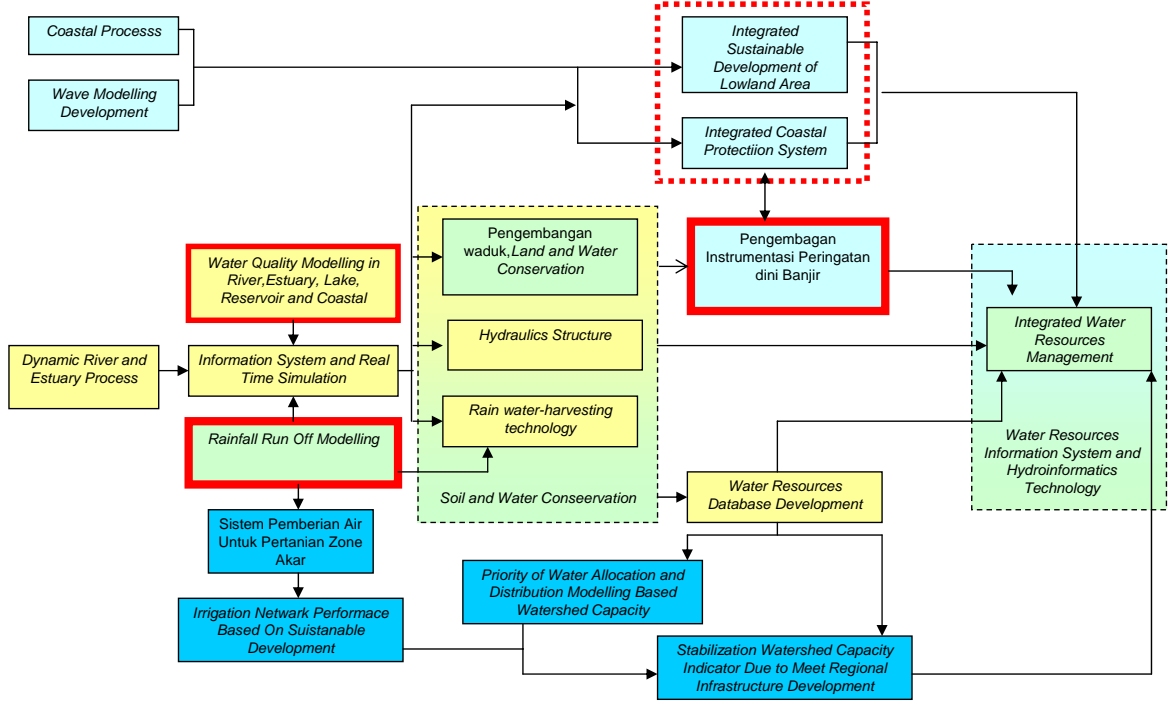 Coastal Processs
Wave Modelling
Development
Integrated
Sustainable
Development of
Lowland Area
Integrated Coastal
Protectiion System
Pengembangan
waduk,Land and Water
Conservation
Pengembagan
Instrumentasi Peringatan
dini Banjir
Water Quality Modelling in
River,Estuary, Lake,
Reservoir and Coastal
Hydraulics Structure
Integrated Water
Resources
Management
Dynamic River and
Estuary Process
Information System and Real
Time Simulation
Rain water-harvesting
technology
Rainfall Run Off Modelling
Soil and Water Conseervation
Water Resources
Information System and
Hydroinformatics
Technology
Water Resources
Database Development
Sistem Pemberian Air
Untuk Pertanian Zone
Akar
Priority of Water Allocation and
Distribution Modelling Based
Watershed Capacity
Irrigation Network Performace
Based On Suistanable
Development
Stabilization Watershed Capacity
Indicator Due to Meet Regional
Infrastructure Development